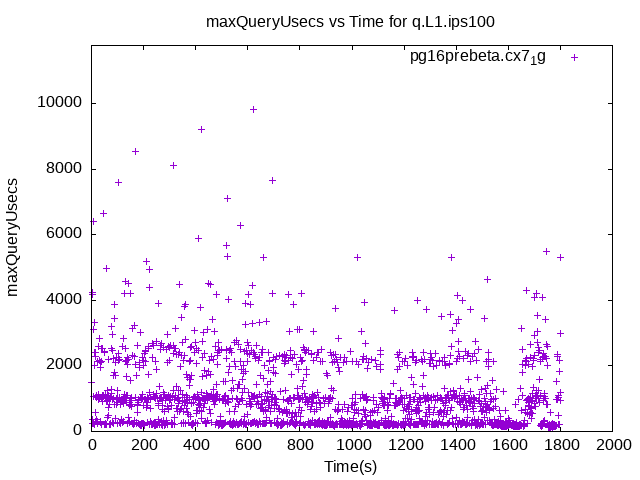 maxQueryUsecs vs Time for q.L1.ips100
pg16prebeta.cx7₁g
maxQueryUsecs
10000
8000
6000
4000
2000
0
0 200 400 600 800 1000 1200 1400 1600 1800 2000
Time(s)